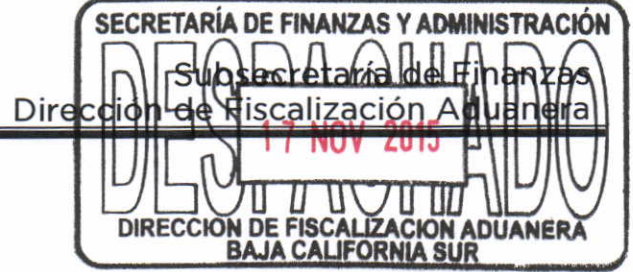 SECRETARÍA DE FINANZAS Y ADMINISTRACIÓN
DESPACHADO
Subsecretaría de Finanzas
Dirección de Fiscalización Aduanera
17 NOV 2015
DIRECCION DE FISCALIZACION ADUANERA
BAJA CALIFORNIA SUR